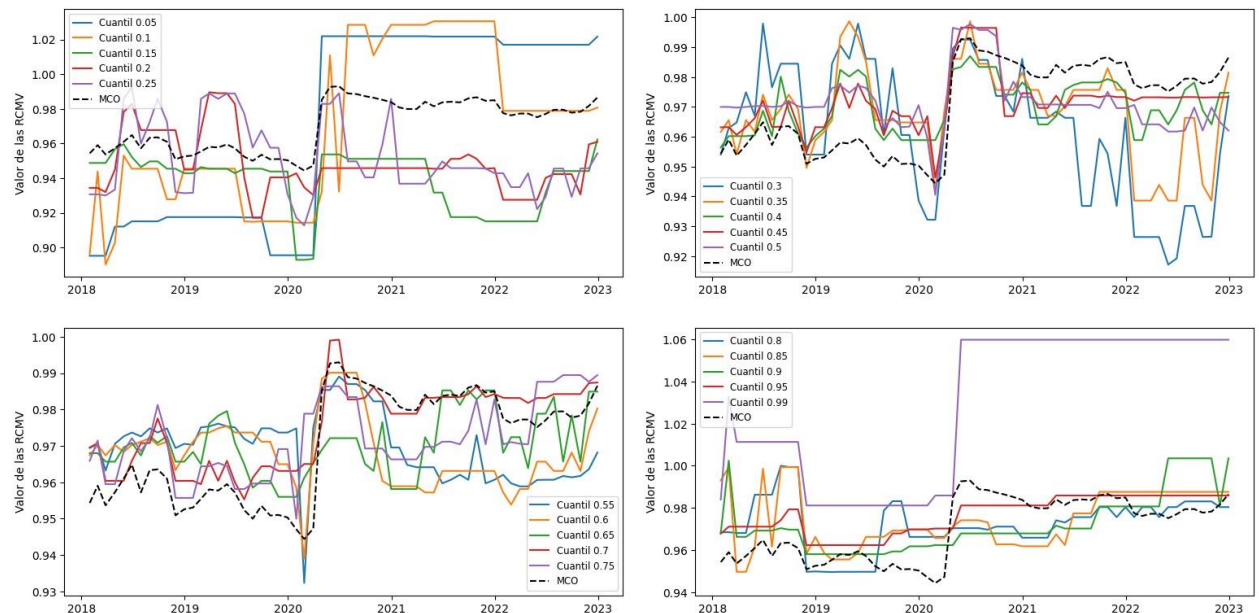 Valor de las RCMV
1.02
1.00
0.98
0.96
0.94
0.92
0.90
Cuantil 0.05
Cuantil 0.1
Cuantil 0.15
Cuantil 0.2
Cuantil 0.25
MCO
2018 2019 2020 2021 2022 2023
Valor de las RCMV
1.00
0.99
0.98
0.97
0.96
0.95
0.94
0.93
0.92
Cuantil 0.3
Cuantil 0.35
Cuantil 0.4
Cuantil 0.45
Cuantil 0.5
MCO
2018 2019 2020 2021 2022 2023
Valor de las RCMV
1.00
0.99
0.98
0.97
0.96
0.95
0.94
0.93
Cuantil 0.55
Cuantil 0.6
Cuantil 0.65
Cuantil 0.7
Cuantil 0.75
MCO
2018 2019 2020 2021 2022 2023
Valor de las RCMV
1.06
1.04
1.02
1.00
0.98
0.96
0.94
Cuantil 0.8
Cuantil 0.85
Cuantil 0.9
Cuantil 0.95
Cuantil 0.99
MCO
2018 2019 2020 2021 2022 2023